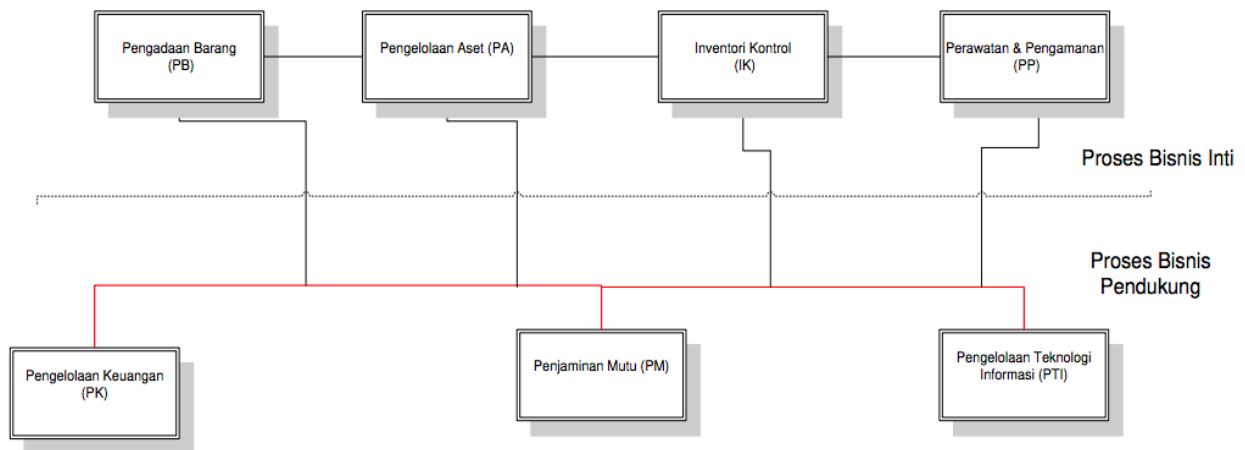 Pengadaan Barang
(PB)
Pengelolaan Aset (PA)
Inventori Kontrol
(IK)
Perawatan & Pengamanan
(PP)
Proses Bisnis Inti
Proses Bisnis
Pendukung
Pengelolaan Keuangan
(PK)
Penjaminan Mutu (PM)
Pengelolaan Teknologi
Informasi (PTI)